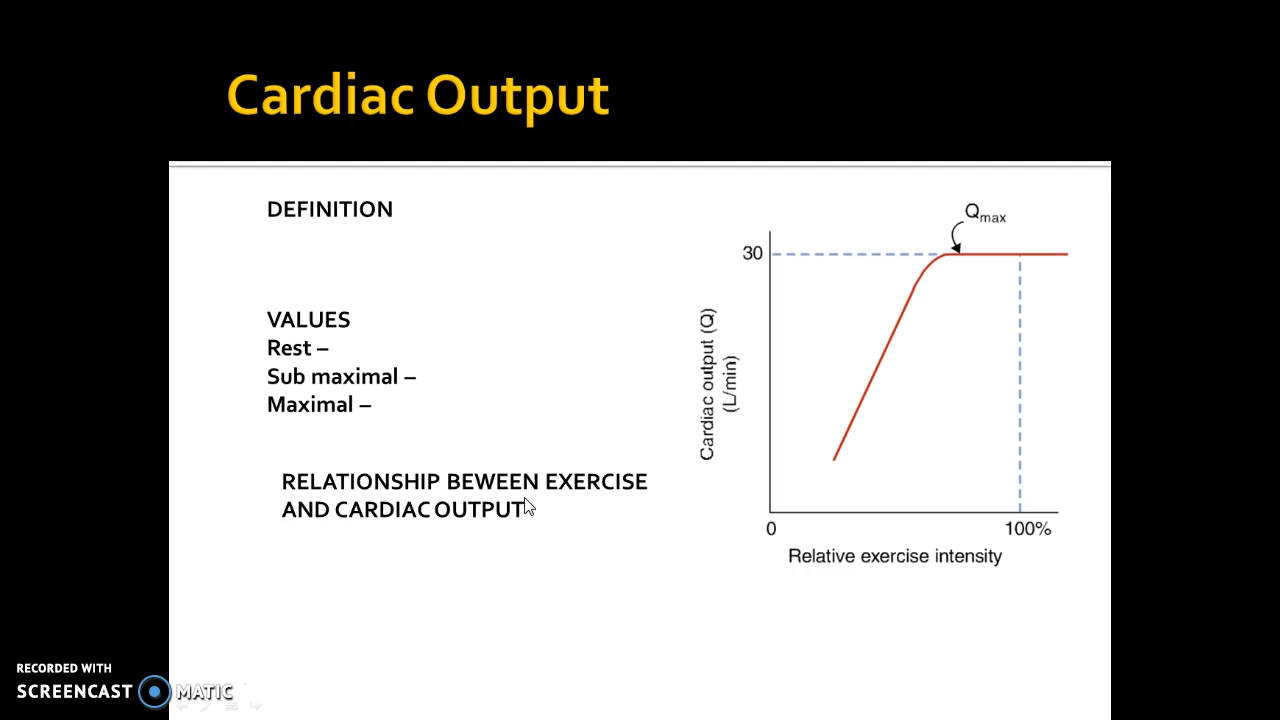 Cardiac Output
DEFINITION
VALUES
Rest –
Sub maximal –
Maximal –
RELATIONSHIP BEWEEN EXERCISE
AND CARDIAC OUTPUT
Qmax
30
Cardiac output (Q)
(L/min)
0
100%
Relative exercise intensity
RECORDED WITH
SCREENCAST MATIC